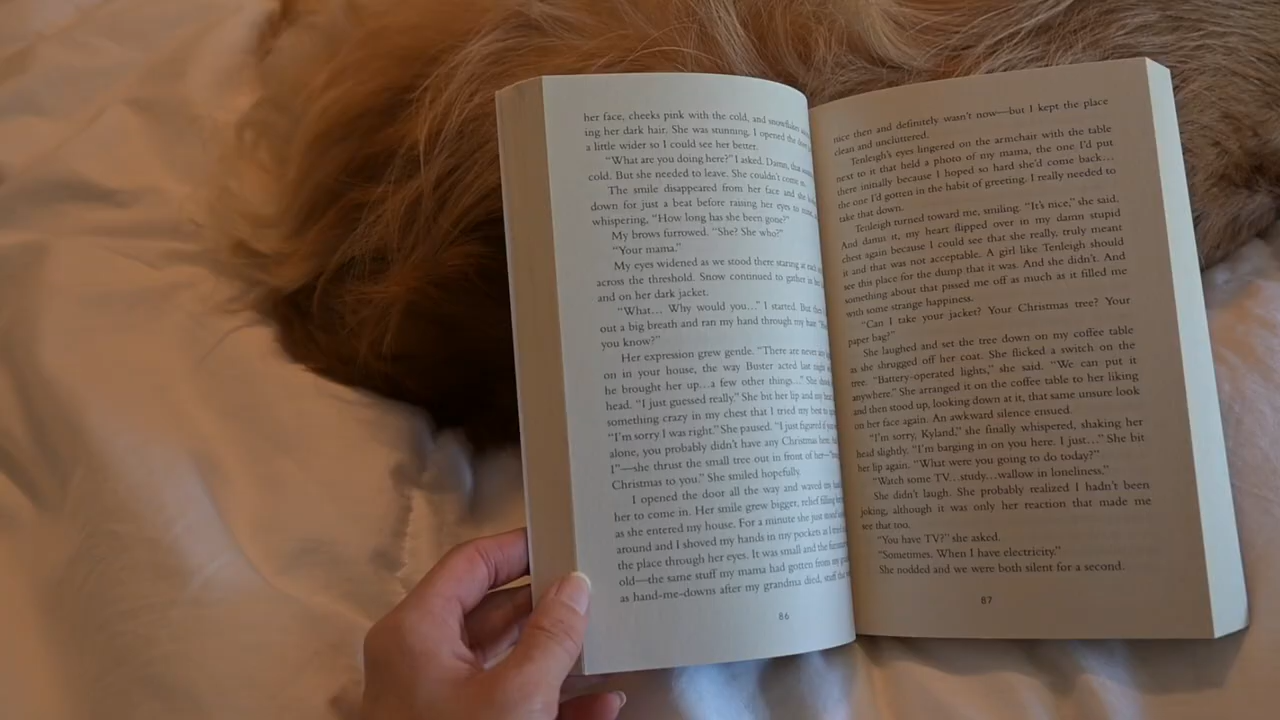 her face, cheeks pink with the cold, and snowflakes
ing her dark hair. She was stunning. I opened the door
a little wider so I could see her better.
"What are you doing here?" I asked. Damn, that
cold. But she needed to leave. She couldn't come
The smile disappeared from her face and she looked
down for just a beat before raising her eyes to mine,
whispering, "How long has she been gone?"
My brows furrowed. "She? She who?"
"Your mama."
My eyes widened as we stood there staring at each
across the threshold. Snow continued to gather in her
and on her dark jacket.
"What… Why would you…" I started. But then
out a big breath and ran my hand through my hair.
you know?"
Her expression grew gentle. "There are never any
on in your house, the way Buster acted last night
he brought her up…a few other things…" She
head. "I just guessed really." She bit her lip and my
something crazy in my chest that I tried my best to
"I'm sorry I was right." She paused. "I just figured if
alone, you probably didn't have any Christmas here.
I"—she thrust the small tree out in front of her—
Christmas to you." She smiled hopefully.
I opened the door all the way and waved my
her to come in. Her smile grew bigger, relief filling
as she entered my house. For a minute she just
around and I shoved my hands in my pockets as I tried
the place through her eyes. It was small and the furniture
old—the same stuff my mama had gotten from my
as hand-me-downs after my grandma died, stuff
86
nice then and definitely wasn't now—but I kept the place
clean and uncluttered.
Tenleigh's eyes lingered on the armchair with the table
next to it that held a photo of my mama, the one I'd put
there initially because I hoped so hard she'd come back…
the one I'd gotten in the habit of greeting. I really needed to
take that down.
Tenleigh turned toward me, smiling. "It's nice," she said.
And damn it, my heart flipped over in my damn stupid
chest again because I could see that she really, truly meant
it and that was not acceptable. A girl like Tenleigh should
see this place for the dump that it was. And she didn't. And
something about that pissed me off as much as it filled me
with some strange happiness.
"Can I take your jacket? Your Christmas tree? Your
paper bag?"
She laughed and set the tree down on my coffee table
as she shrugged off her coat. She flicked a switch on the
tree. "Battery-operated lights," she said. "We can put it
anywhere." She arranged it on the coffee table to her liking
and then stood up, looking down at it, that same unsure look
on her face again. An awkward silence ensued.
"I'm sorry, Kyland," she finally whispered, shaking her
head slightly. "I'm barging in on you here. I just…" She bit
her lip again. "What were you going to do today?"
"Watch some TV…study…wallow in loneliness."
She didn't laugh. She probably realized I hadn't been
joking, although it was only her reaction that made me
see that too.
"You have TV?" she asked.
"Sometimes. When I have electricity."
She nodded and we were both silent for a second.
87